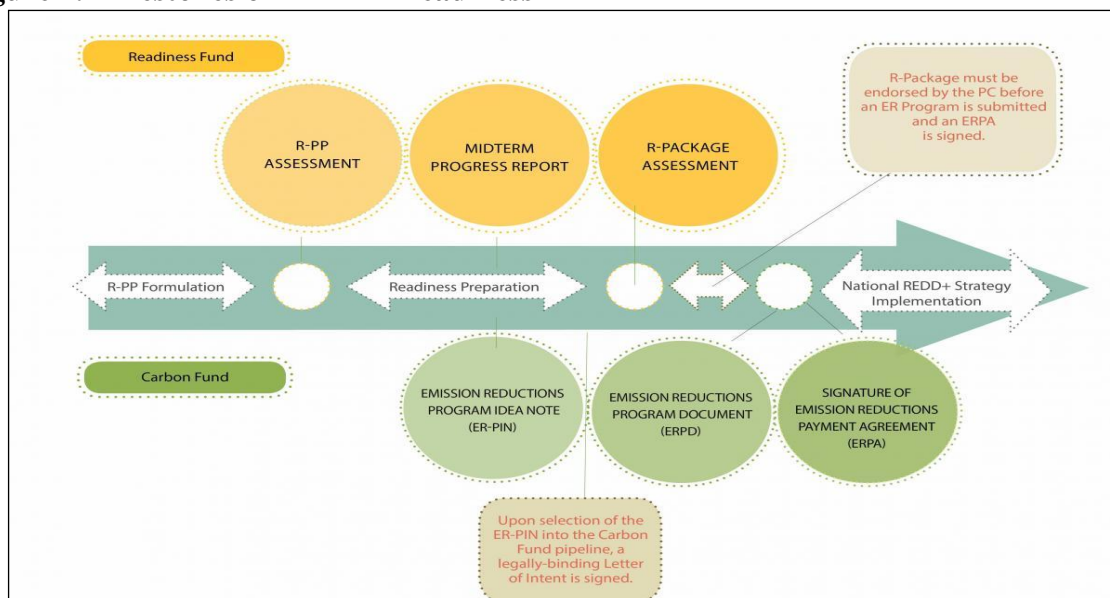 Readiness Fund
R-PP
ASSESSMENT
MIDTERM
PROGRESS REPORT
R-PACKAGE
ASSESSMENT
R-Package must be
endorsed by the PC before
an ER Program is submitted
and an ERPA
is signed.
R-PP Formulation
Readiness Preparation
National REDD+ Strategy
Implementation
Carbon Fund
EMISSION REDUCTIONS
PROGRAM IDEA NOTE
(ER-PIN)
EMISSION REDUCTIONS
PROGRAM DOCUMENT
(ERPD)
SIGNATURE OF
EMISSION REDUCTIONS
PAYMENT AGREEMENT
(ERPA)
Upon selection of the
ER-PIN into the Carbon
Fund pipeline, a
legally-binding Letter
of Intent is signed.